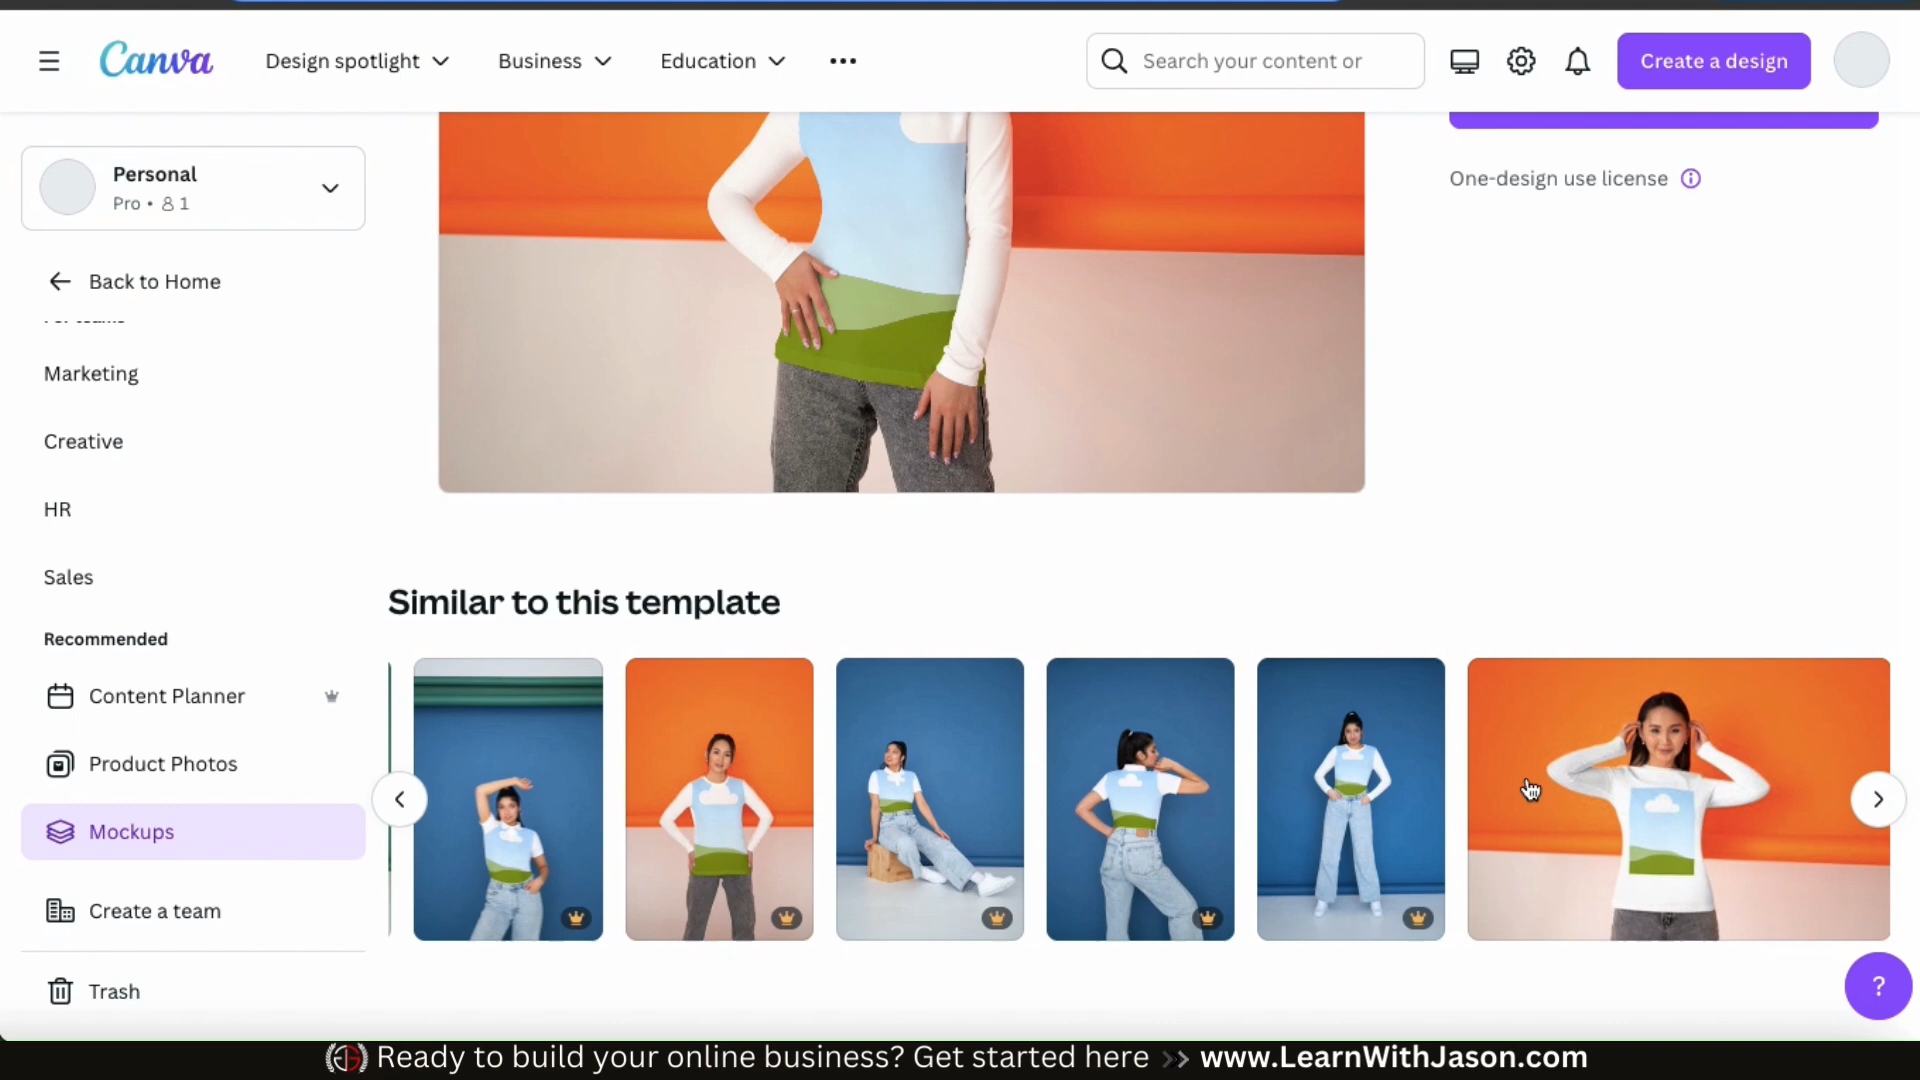 Canva
Design spotlight
Business
Education
Search your content or
Create a design
Personal
Pro • 1
Back to Home
One-design use license
Marketing
Creative
HR
Sales
Recommended
Content Planner
Product Photos
Mockups
Create a team
Trash
Similar to this template
?
Ready to build your online business? Get started here >> www.LearnWithJason.com